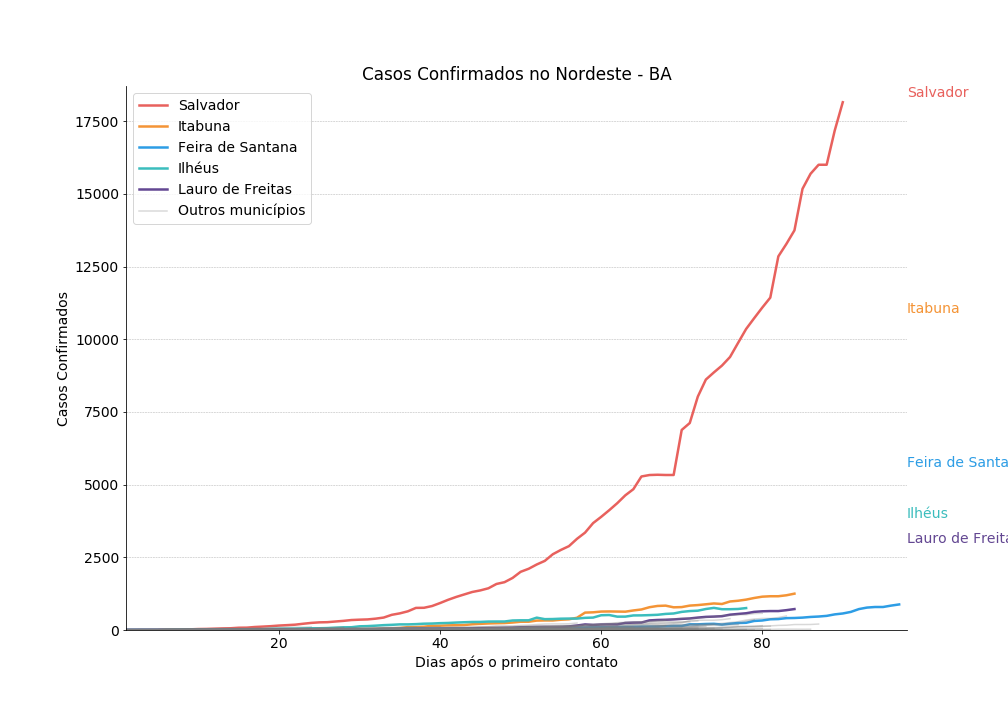 Casos Confirmados no Nordeste - BA
Salvador
Itabuna
Feira de Santana
Ilhéus
Lauro de Freitas
Outros municípios
Salvador
Itabuna
Feira de Santa
Ilhéus
Lauro de Freita
17500
15000
12500
10000
7500
5000
2500
0
Casos Confirmados
20 40 60 80
Dias após o primeiro contato